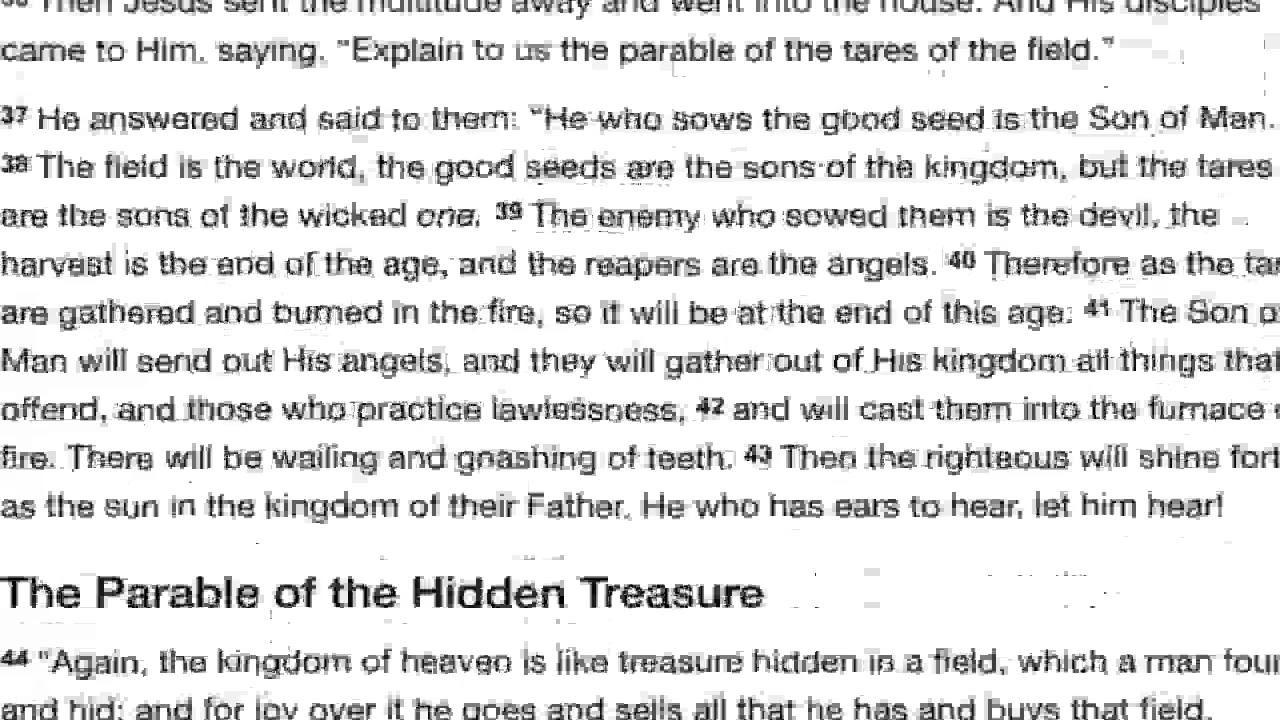 36 Then Jesus sent the multitude away and went into the house. And His disciples
came to Him, saying, "Explain to us the parable of the tares of the field."
37 He answered and said to them: "He who sows the good seed is the Son of Man.
38 The field is the world, the good seeds are the sons of the kingdom, but the tares
are the sons of the wicked one. 39 The enemy who sowed them is the devil, the
harvest is the end of the age, and the reapers are the angels. 40 Therefore as the tar
are gathered and burned in the fire, so it will be at the end of this age. 41 The Son o
Man will send out His angels, and they will gather out of His kingdom all things that
offend, and those who practice lawlessness, 42 and will cast them into the furnace
fire. There will be wailing and gnashing of teeth. 43 Then the righteous will shine fort
as the sun in the kingdom of their Father. He who has ears to hear, let him hear!
The Parable of the Hidden Treasure
44 "Again, the kingdom of heaven is like treasure hidden in a field, which a man foun
and hid; and for joy over it he goes and sells all that he has and buys that field.